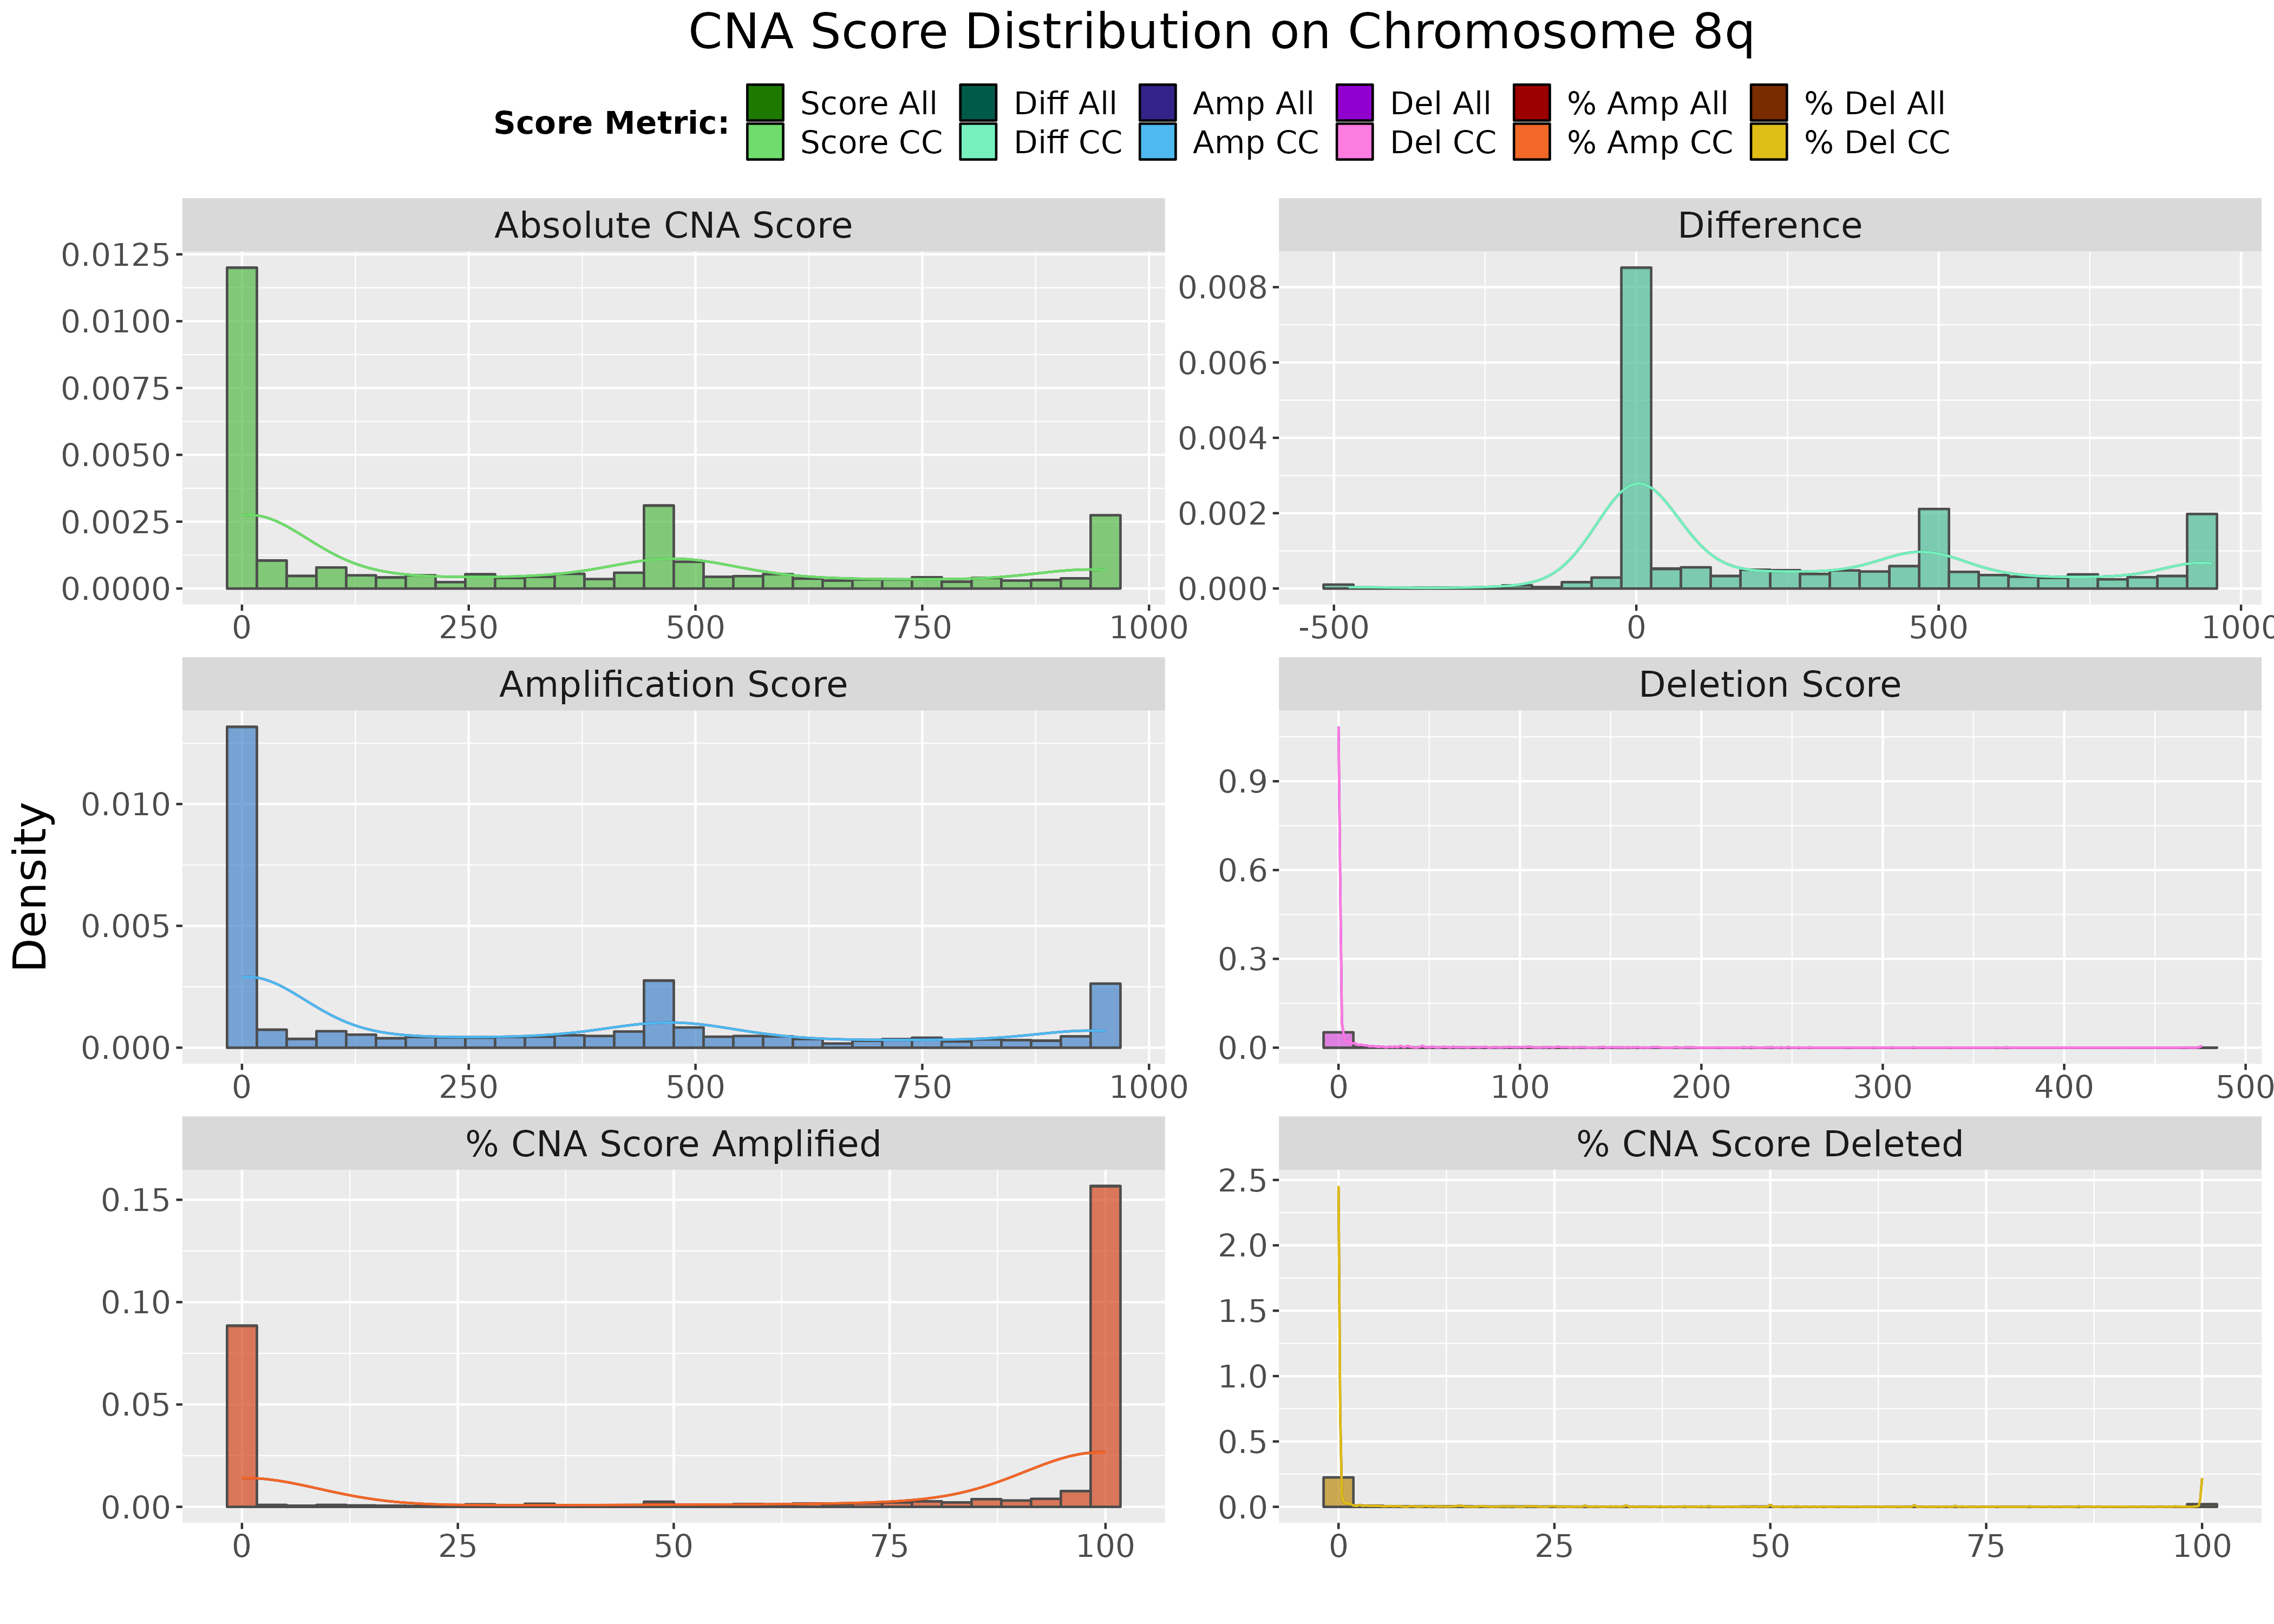 CNA Score Distribution on Chromosome 8q
Score Metric:
Score All Diff All Amp All Del All % Amp All % Del All
Score CC Diff CC Amp CC Del CC % Amp CC % Del CC
Absolute CNA Score
0.0125
0.0100
0.0075
0.0050
0.0025
0.0000
0 250 500 750 1000
Difference
0.008
0.006
0.004
0.002
0.000
-500 0 500 1000
Density
Amplification Score
0.010
0.005
0.000
0 250 500 750 1000
Deletion Score
0.9
0.6
0.3
0.0
0 100 200 300 400 500
% CNA Score Amplified
0.15
0.10
0.05
0.00
0 25 50 75 100
% CNA Score Deleted
2.5
2.0
1.5
1.0
0.5
0.0
0 25 50 75 100